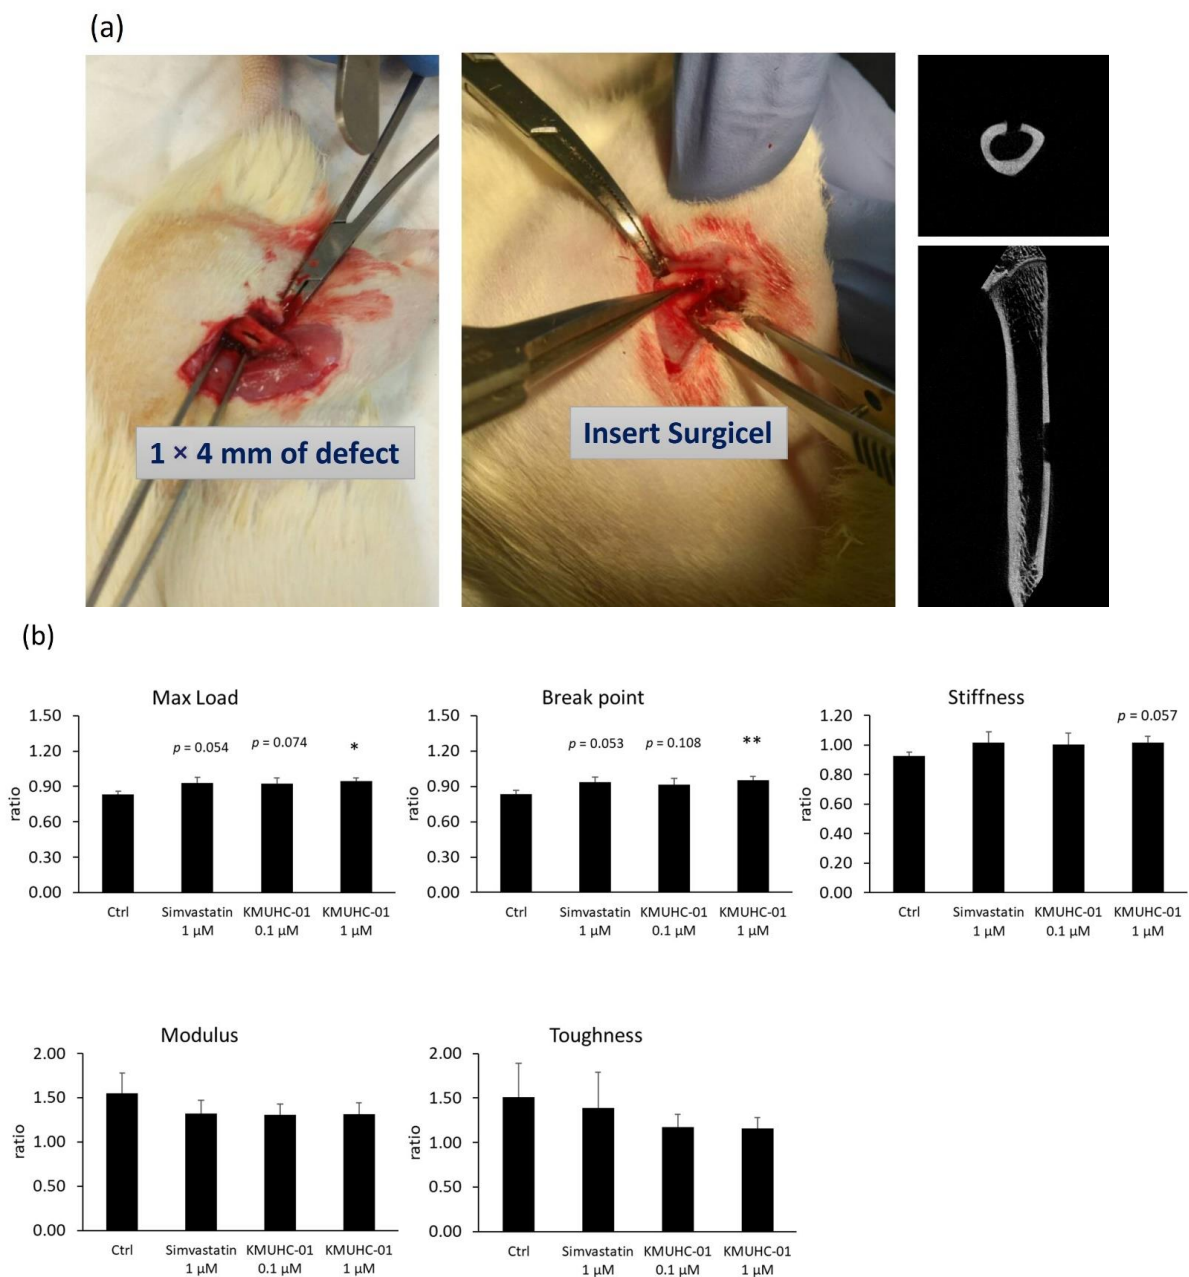 (a)
1 × 4 mm of defect
Insert Surgicel
(b)
Max Load
ratio
1.50
1.20
0.90
0.60
0.30
0.00
p = 0.054
p = 0.074
*
Ctrl
Simvastatin
1 μM
KMUHC-01
0.1 μM
KMUHC-01
1 μM
Break point
ratio
1.50
1.20
0.90
0.60
0.30
0.00
p = 0.053
p = 0.108
**
Ctrl
Simvastatin
1 μM
KMUHC-01
0.1 μM
KMUHC-01
1 μM
Stiffness
ratio
1.20
1.00
0.80
0.60
0.40
0.20
0.00
p = 0.057
Ctrl
Simvastatin
1 μM
KMUHC-01
0.1 μM
KMUHC-01
1 μM
Modulus
ratio
2.00
1.50
1.00
0.50
0.00
Ctrl
Simvastatin
1 μM
KMUHC-01
0.1 μM
KMUHC-01
1 μM
Toughness
ratio
2.00
1.50
1.00
0.50
0.00
Ctrl
Simvastatin
1 μM
KMUHC-01
0.1 μM
KMUHC-01
1 μM